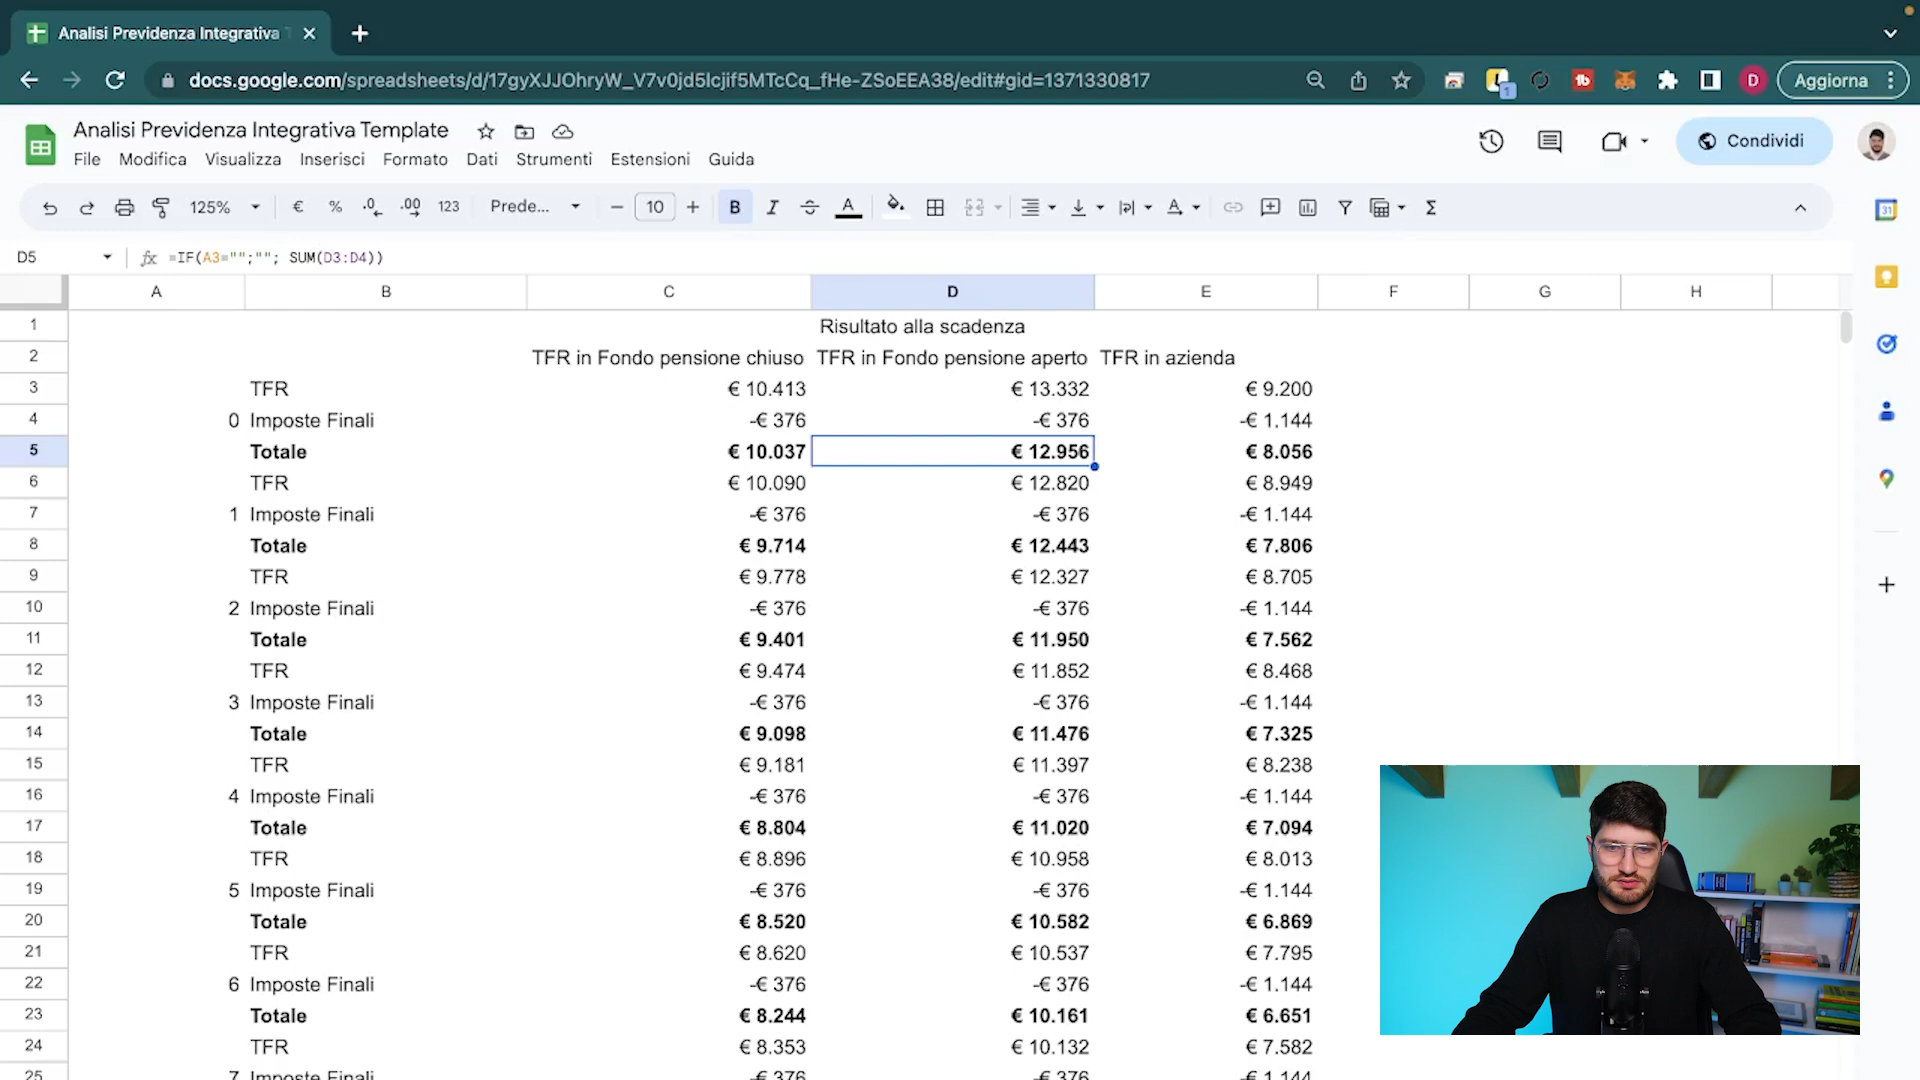 Analisi Previdenza Integrativa
docs.google.com/spreadsheets/d/17gyXJJOhryW_V7v0jd5lcjif5MTcCq_fHe-ZSoEEA38/edit#gid=1371330817
1
D
Aggiorna
Analisi Previdenza Integrativa Template
File Modifica Visualizza Inserisci Formato Dati Strumenti Estensioni Guida
Condividi
125% € % .0 .00 123 Prede... 10 B I A Σ
31
D5 fx =IF(A3="";""; SUM(D3:D4))
A B C D E F G H
1 Risultato alla scadenza
2 TFR in Fondo pensione chiuso TFR in Fondo pensione aperto TFR in azienda
3 TFR € 10.413 € 13.332 € 9.200
4 0 Imposte Finali -€ 376 -€ 376 -€ 1.144
5 Totale € 10.037 € 12.956 € 8.056
6 TFR € 10.090 € 12.820 € 8.949
7 1 Imposte Finali -€ 376 -€ 376 -€ 1.144
8 Totale € 9.714 € 12.443 € 7.806
9 TFR € 9.778 € 12.327 € 8.705
10 2 Imposte Finali -€ 376 -€ 376 -€ 1.144
11 Totale € 9.401 € 11.950 € 7.562
12 TFR € 9.474 € 11.852 € 8.468
13 3 Imposte Finali -€ 376 -€ 376 -€ 1.144
14 Totale € 9.098 € 11.476 € 7.325
15 TFR € 9.181 € 11.397 € 8.238
16 4 Imposte Finali -€ 376 -€ 376 -€ 1.144
17 Totale € 8.804 € 11.020 € 7.094
18 TFR € 8.896 € 10.958 € 8.013
19 5 Imposte Finali -€ 376 -€ 376 -€ 1.144
20 Totale € 8.520 € 10.582 € 6.869
21 TFR € 8.620 € 10.537 € 7.795
22 6 Imposte Finali -€ 376 -€ 376 -€ 1.144
23 Totale € 8.244 € 10.161 € 6.651
24 TFR € 8.353 € 10.132 € 7.582
25 7 Imposte Finali -€ 376 -€ 376 -€ 1.144